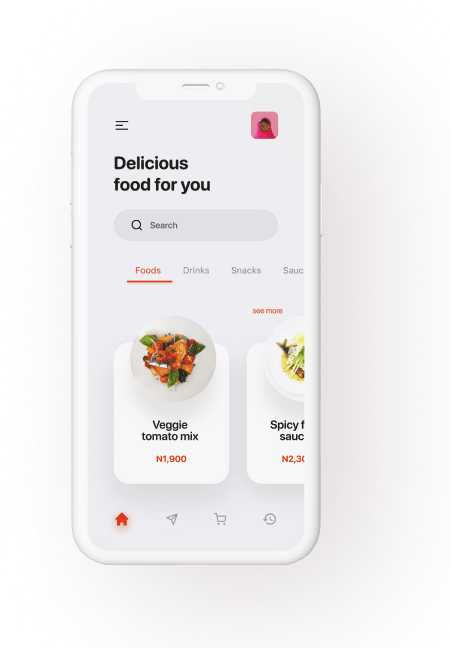 Delicious
food for you
Search
Foods Drinks Snacks Sauc
see more
Veggie
tomato mix
N1,900
Spicy f
sauc
N2,30